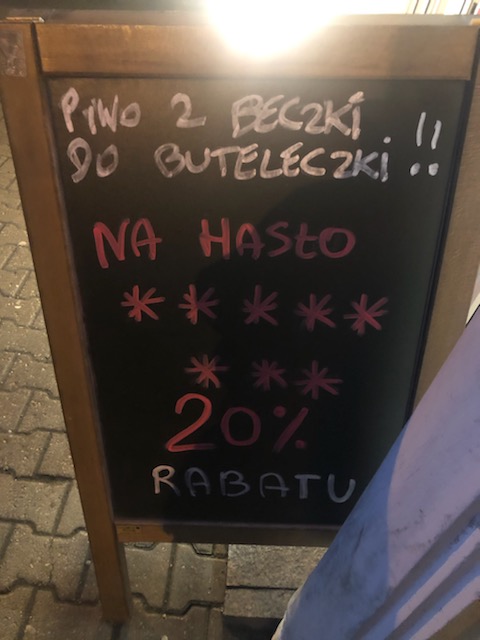 PIWO Z BECZKI
DO BUTELECZKI !!
NA HASŁO
* * * * *
* * *
20%
RABATU